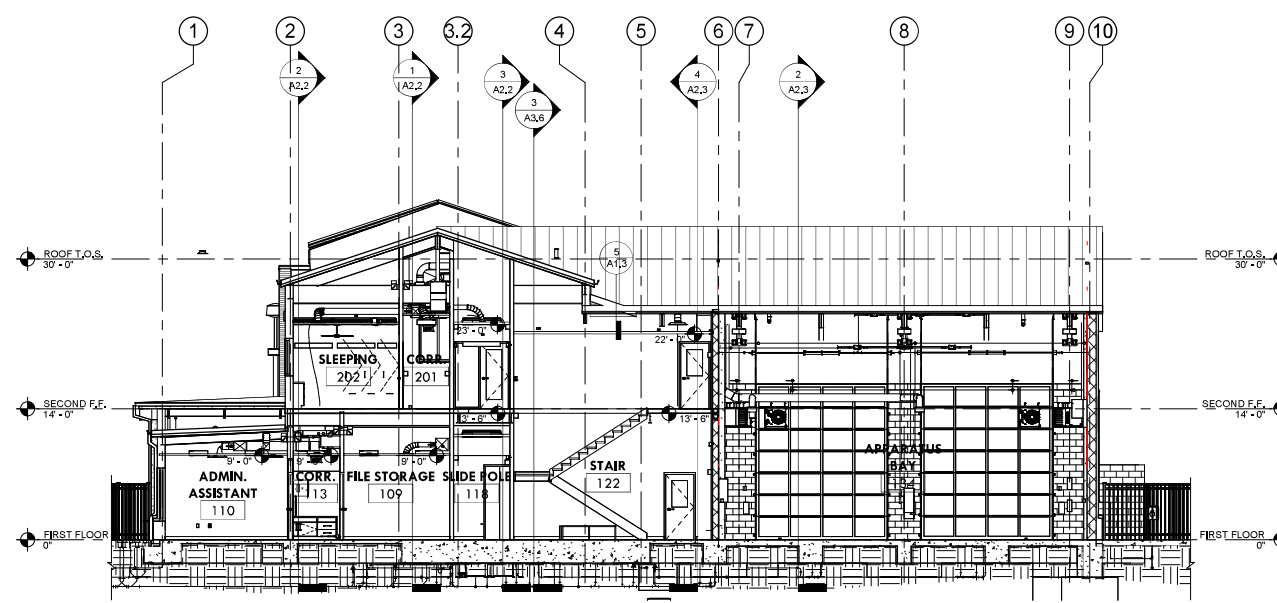 1 2 3 3.2 4 5 6 7 8 9 10
2
A2.2
1
A2.2
3
A2.2
3
A3.6
4
A2.3
2
A2.3
ROOF T.O.S.
30' - 0"
5
A1.3
ROOF T.O.S.
30' - 0"
23' - 0"
22' - 0"
SLEEPING
202
CORR.
201
SECOND F.F.
14' - 0"
13' - 6"
13' - 6"
SECOND F.F.
14' - 0"
9' - 0"
9' - 0"
9' - 0"
ADMIN.
ASSISTANT
110
CORR.
113
FILE STORAGE
109
SLIDE POLE
118
STAIR
122
APPARATUS
BAY
FIRST FLOOR
0"
FIRST FLOOR
0"